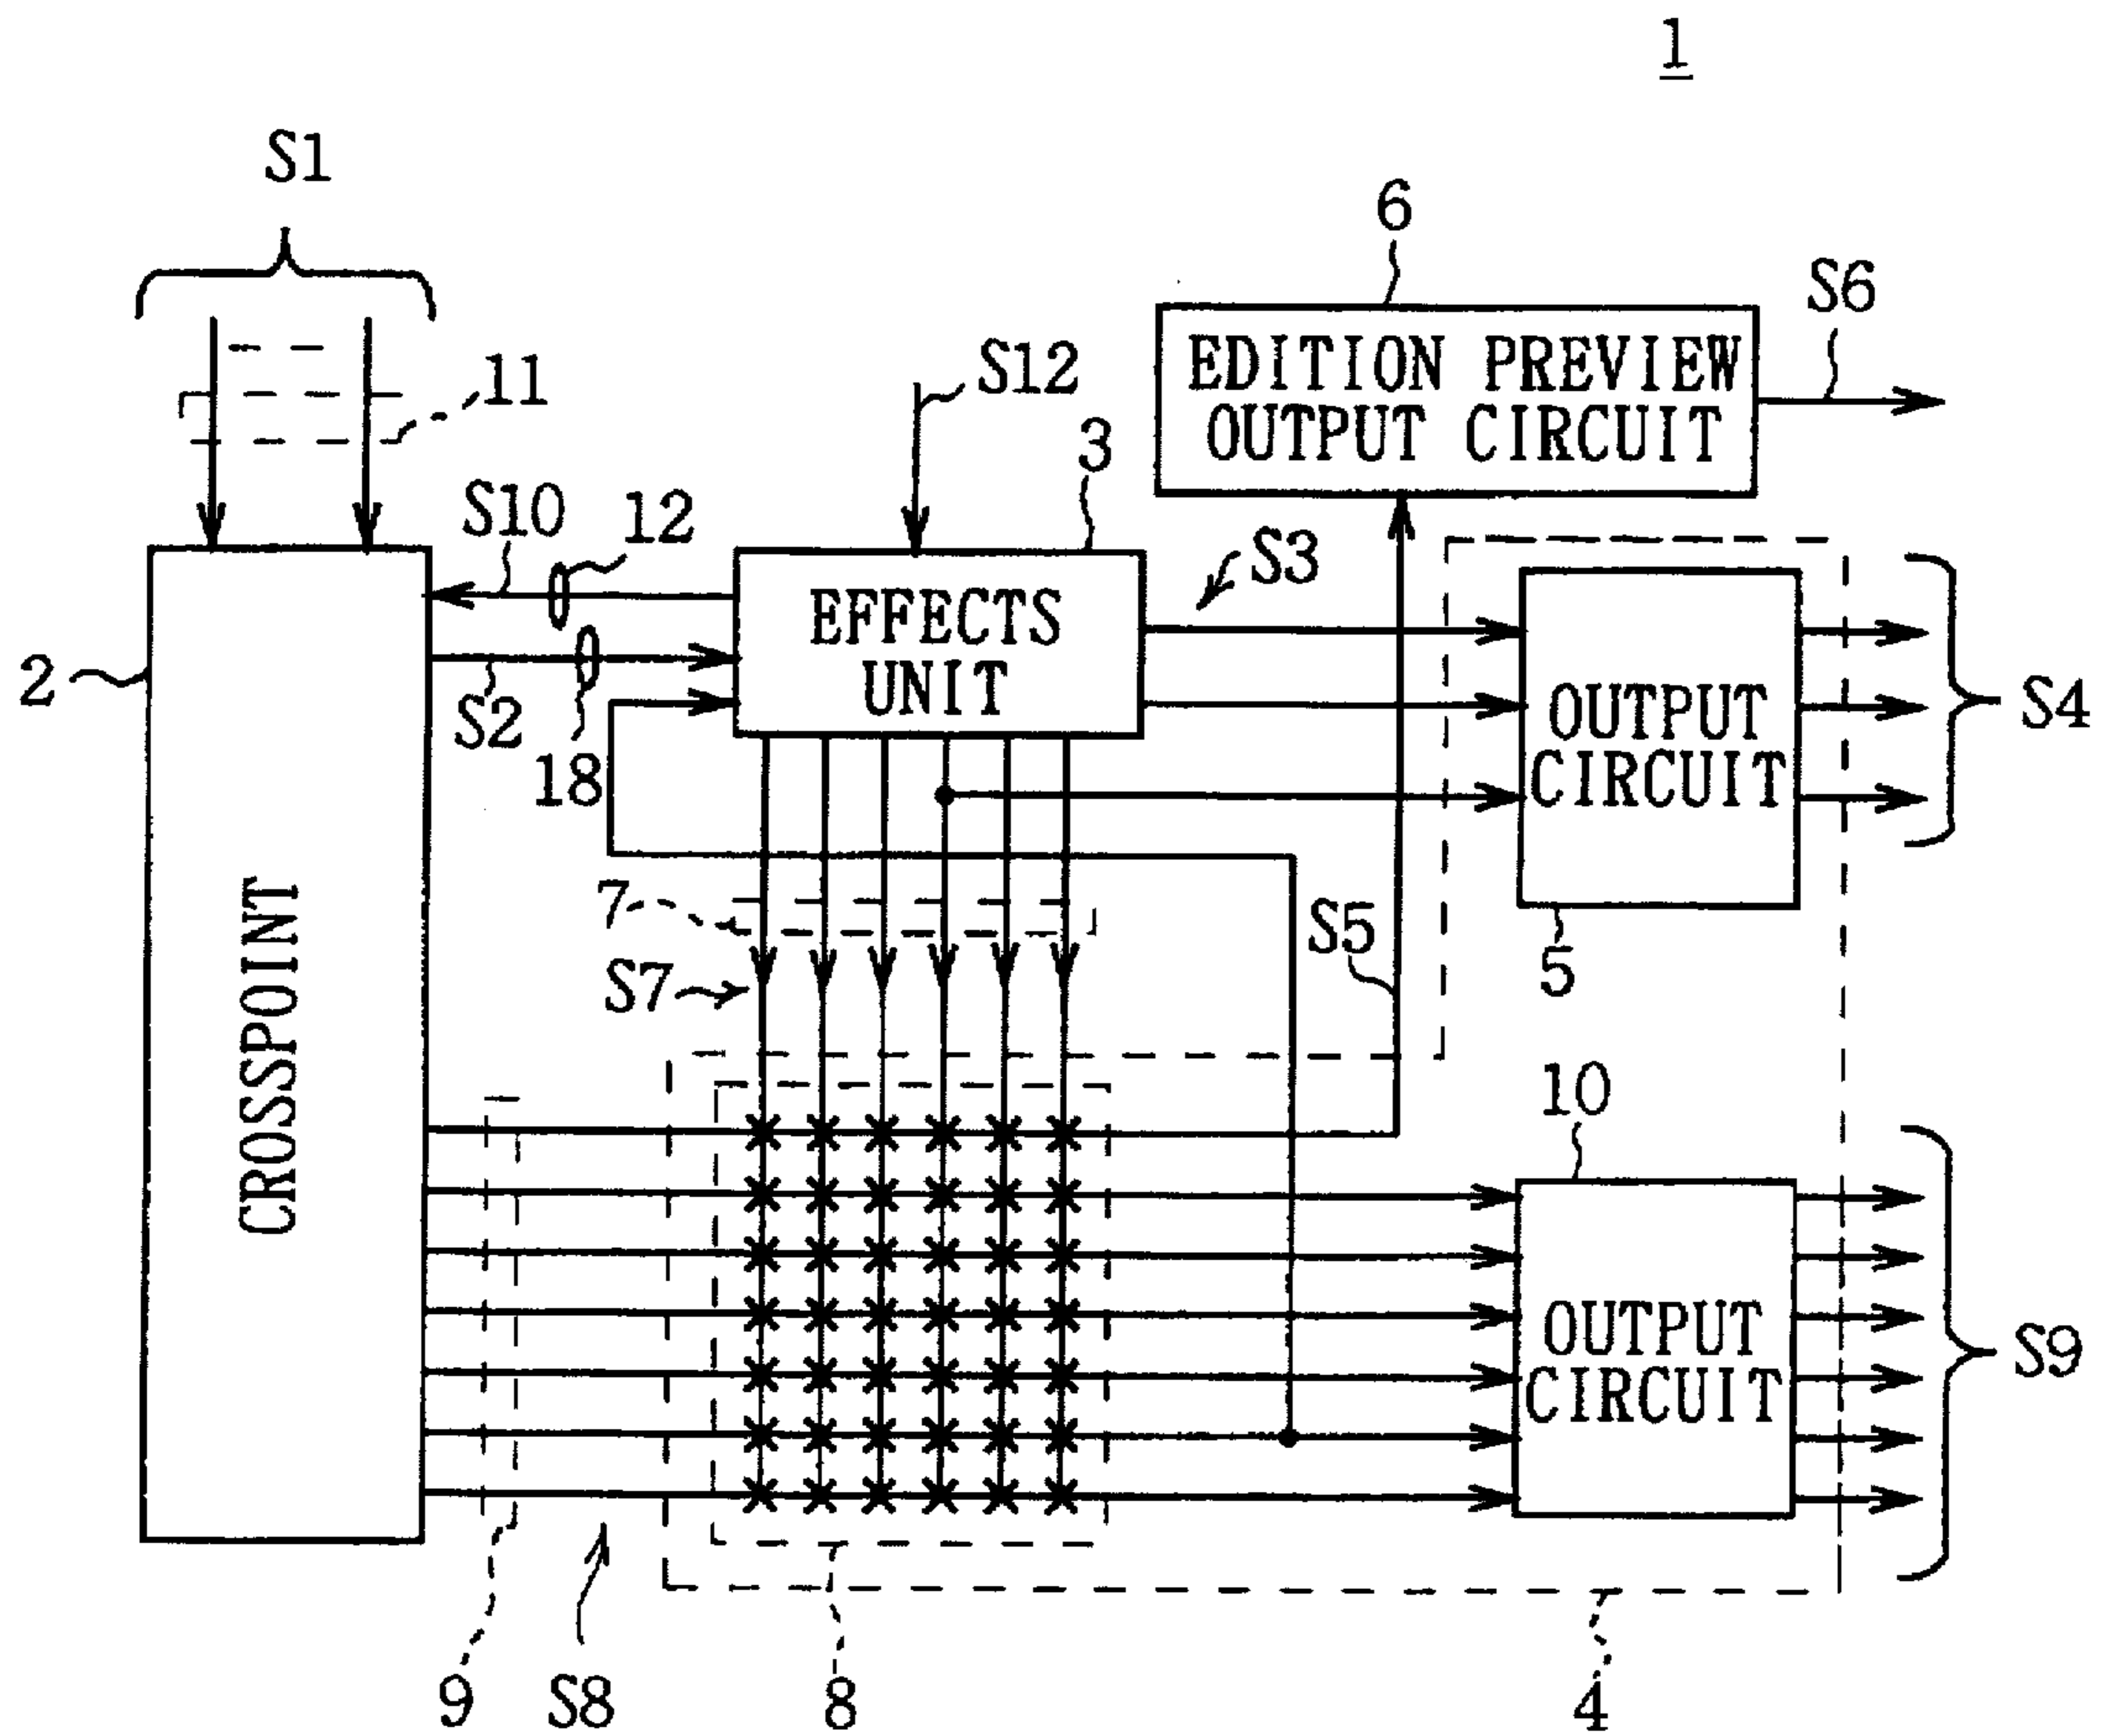 1
S1
6
S6
EDITION PREVIEW
OUTPUT CIRCUIT
S12
11
3
S10
12
S3
EFFECTS
UNIT
2
S2
18
OUTPUT
CIRCUIT
S4
CROSSPOINT
7
S5
5
S7
10
OUTPUT
CIRCUIT
S9
9
S8
8
4